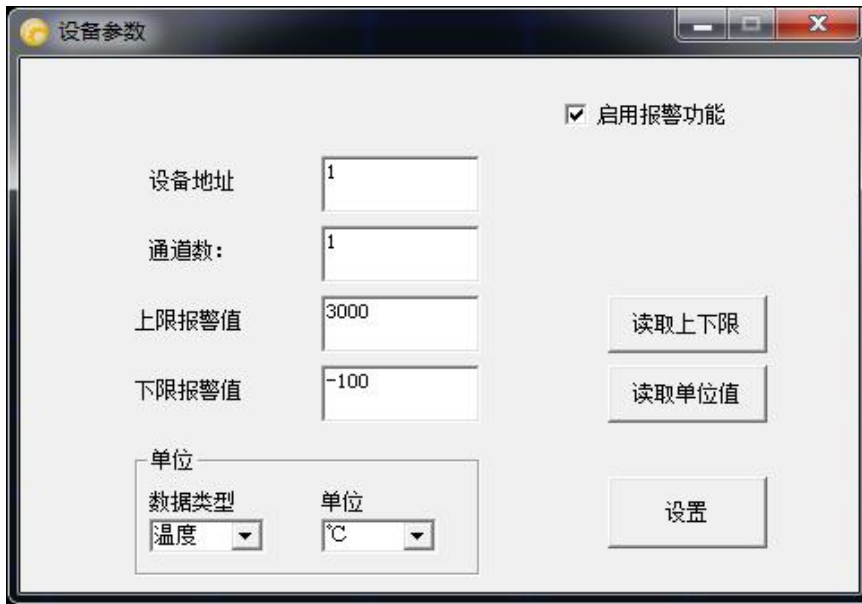 设备参数
启用报警功能
设备地址 1
通道数: 1
上限报警值 3000 读取上下限
下限报警值 -100 读取单位值
单位
数据类型 单位
温度 ℃ 设置